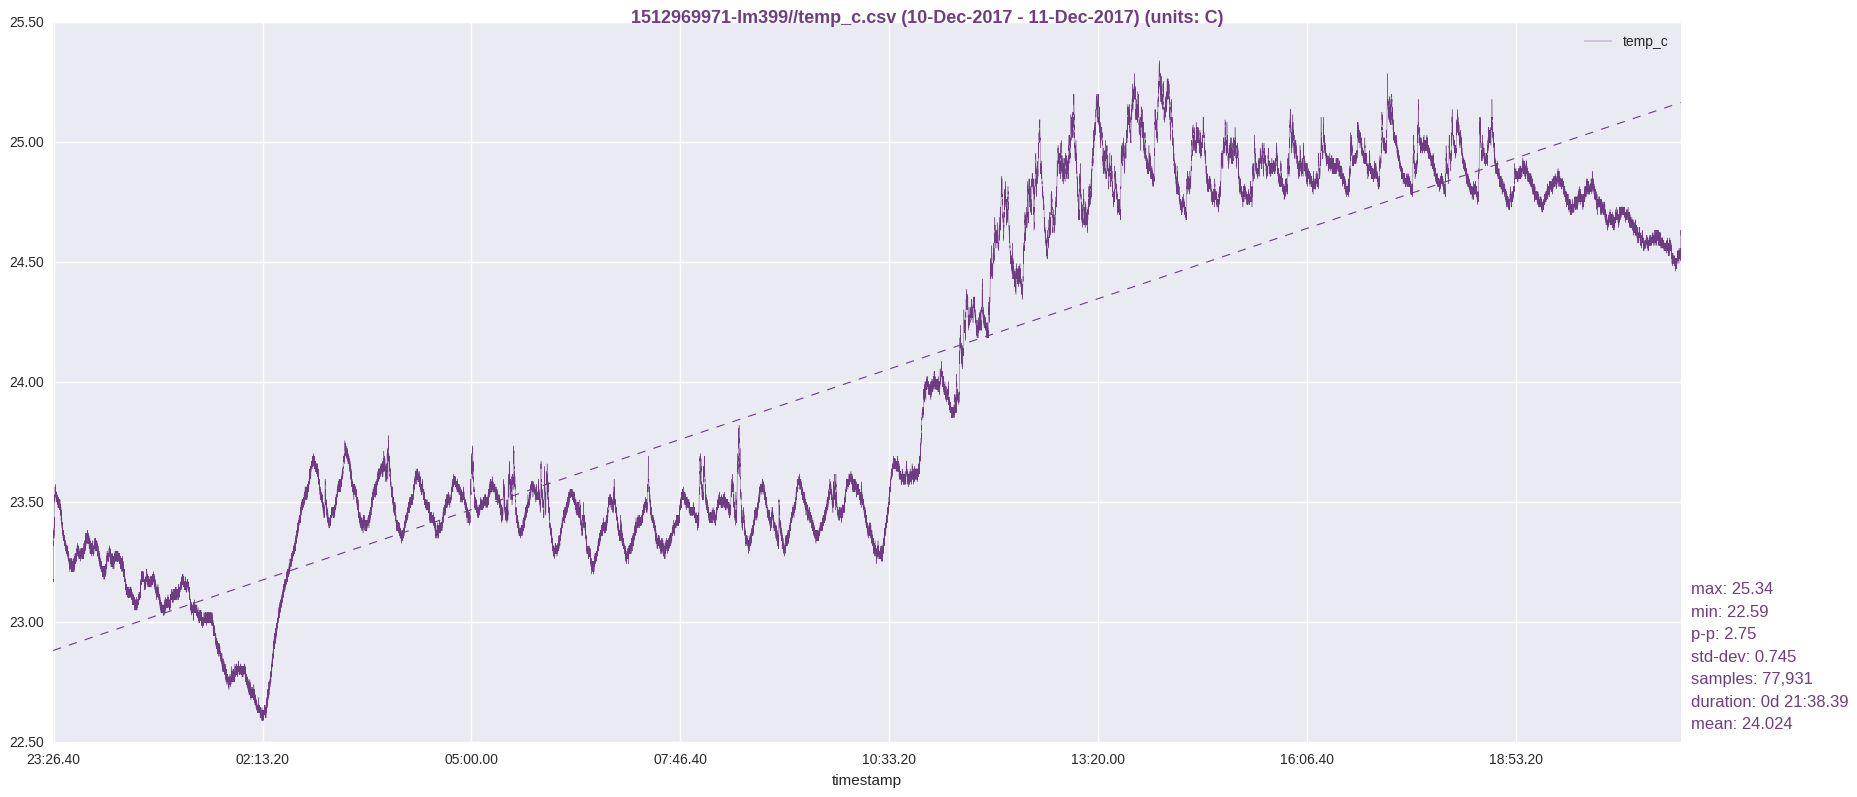 1512969971-lm399//temp_c.csv (10-Dec-2017 - 11-Dec-2017) (units: C)
temp_c
25.50
25.00
24.50
24.00
23.50
23.00
22.50
max: 25.34
min: 22.59
p-p: 2.75
std-dev: 0.745
samples: 77,931
duration: 0d 21:38.39
mean: 24.024
23:26.40 02:13.20 05:00.00 07:46.40 10:33.20 13:20.00 16:06.40 18:53.20
timestamp